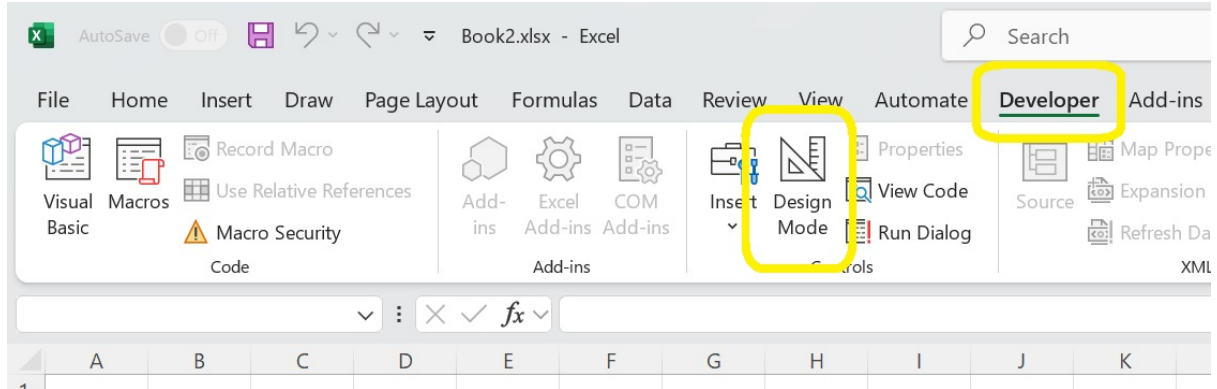 AutoSave Off Book2.xlsx - Excel Search
File Home Insert Draw Page Layout Formulas Data Review View Automate Developer Add-ins
Record Macro Properties Map Prope
Visual Macros Use Relative References Add- Excel COM Insert Design View Code Source Expansion
Basic ins Add-ins Add-ins Mode
Macro Security Run Dialog Refresh Da
Code Add-ins XML
fx
A B C D E F G H I J K
1